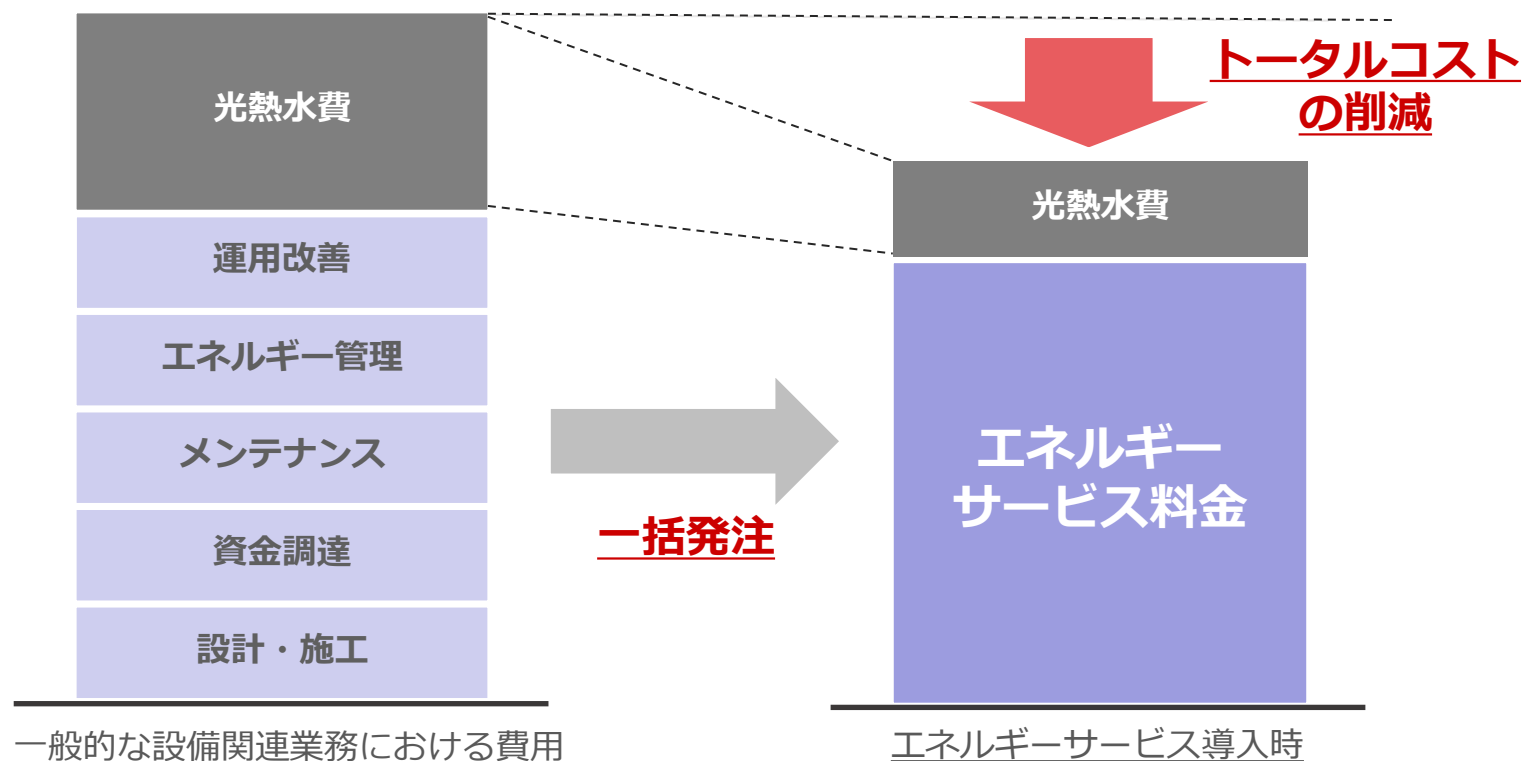 光熱水費
運用改善
エネルギー管理
メンテナンス
資金調達
設計・施工
一般的な設備関連業務における費用
一括発注
トータルコスト
の削減
光熱水費
エネルギー
サービス料金
エネルギーサービス導入時